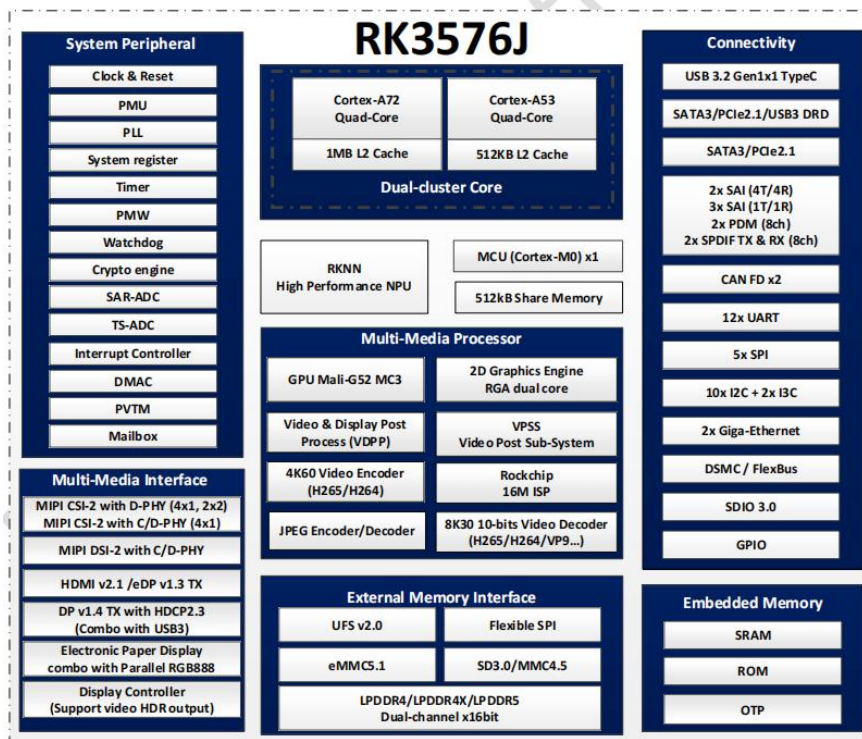 RK3576J
System Peripheral
Clock & Reset
PMU
PLL
System register
Timer
PMW
Watchdog
Crypto engine
SAR-ADC
TS-ADC
Interrupt Controller
DMAC
PVTM
Mailbox
Multi-Media Interface
MIPI CSI-2 with D-PHY (4x1, 2x2)
MIPI CSI-2 with C/D-PHY (4x1)
MIPI DSI-2 with C/D-PHY
HDMI v2.1 /eDP v1.3 TX
DP v1.4 TX with HDCP2.3
(Combo with USB3)
Electronic Paper Display
combo with Parallel RGB888
Display Controller
(Support video HDR output)
Cortex-A72
Quad-Core
1MB L2 Cache
Cortex-A53
Quad-Core
512KB L2 Cache
Dual-cluster Core
RKNN
High Performance NPU
MCU (Cortex-M0) x1
512kB Share Memory
Multi-Media Processor
GPU Mali-G52 MC3
2D Graphics Engine
RGA dual core
Video & Display Post
Process (VDPP)
VPSS
Video Post Sub-System
4K60 Video Encoder
(H265/H264)
Rockchip
16M ISP
JPEG Encoder/Decoder
8K30 10-bits Video Decoder
(H265/H264/VP9...)
External Memory Interface
UFS v2.0
Flexible SPI
eMMC5.1
SD3.0/MMC4.5
LPDDR4/LPDDR4X/LPDDR5
Dual-channel x16bit
Connectivity
USB 3.2 Gen1x1 TypeC
SATA3/PCIe2.1/USB3 DRD
SATA3/PCIe2.1
2x SAI (4T/4R)
3x SAI (1T/1R)
2x PDM (8ch)
2x SPDIF TX & RX (8ch)
CAN FD x2
12x UART
5x SPI
10x I2C + 2x I3C
2x Giga-Ethernet
DSMC / FlexBus
SDIO 3.0
GPIO
Embedded Memory
SRAM
ROM
OTP